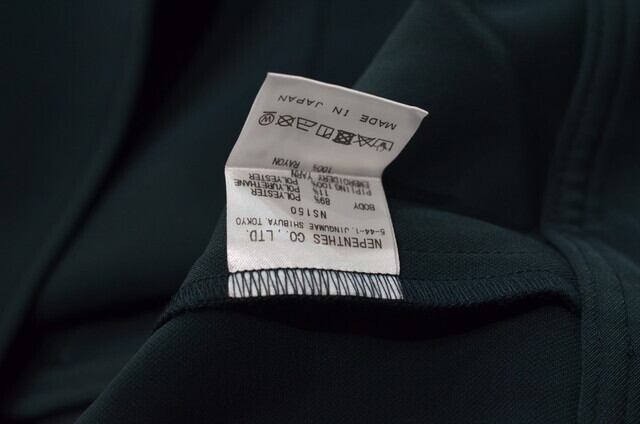 NEPENTHES CO., LTD.
5-44-1, JINGUMAE SHIBUYA, TOKYO
NS150
BODY 89% POLYESTER
11% POLYURETHANE
PIPLING 100% POLYESTER
EMBROIDERY YARN
100% RAYON
W
MADE IN JAPAN